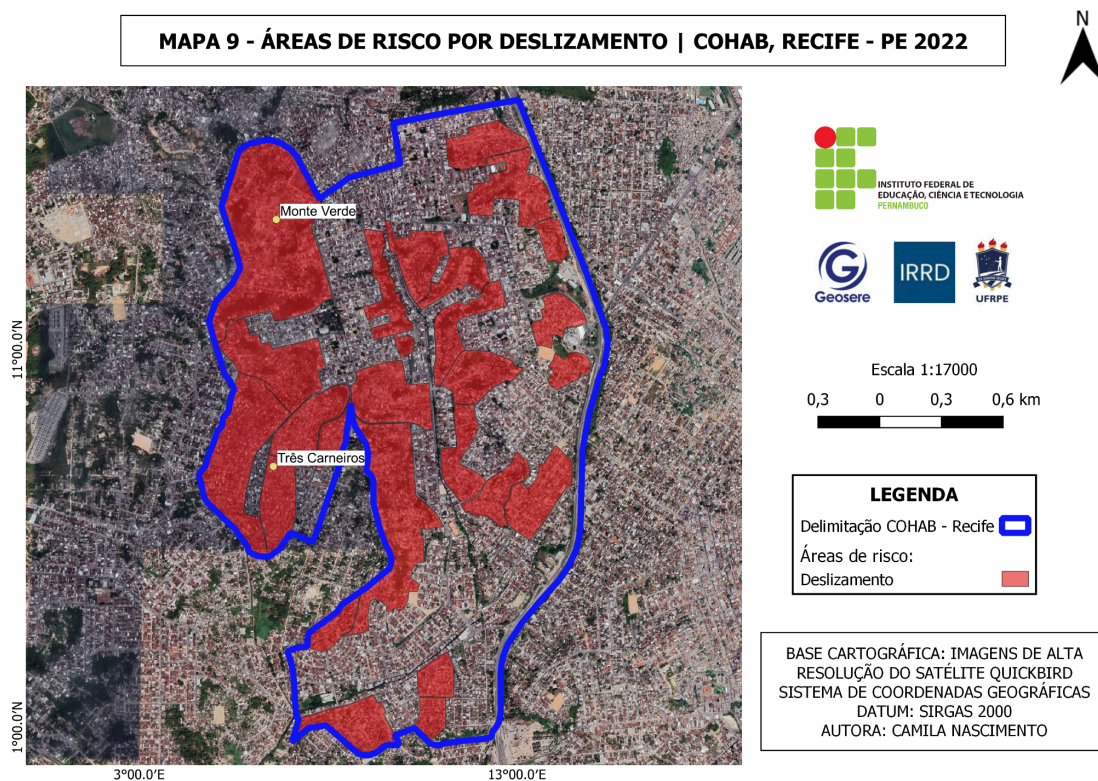 MAPA 9 - ÁREAS DE RISCO POR DESLIZAMENTO | COHAB, RECIFE - PE 2022
N
Monte Verde
Três Carneiros
11°00.0'N
1°00.0'N
3°00.0'E
13°00.0'E
INSTITUTO FEDERAL DE
EDUCAÇÃO, CIÊNCIA E TECNOLOGIA
PERNAMBUCO
Geosere
IRRD
UFRPE
Escala 1:17000
0,3 0 0,3 0,6 km
LEGENDA
Delimitação COHAB - Recife
Áreas de risco:
Deslizamento
BASE CARTOGRÁFICA: IMAGENS DE ALTA
RESOLUÇÃO DO SATÉLITE QUICKBIRD
SISTEMA DE COORDENADAS GEOGRÁFICAS
DATUM: SIRGAS 2000
AUTORA: CAMILA NASCIMENTO